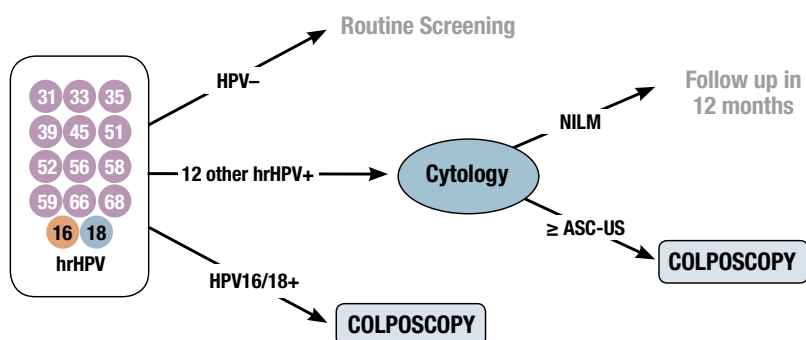 31 33 35
39 45 51
52 56 58
59 66 68
16 18
hrHPV
HPV–
Routine Screening
12 other hrHPV+
Cytology
NILM
Follow up in
12 months
≥ ASC-US
COLPOSCOPY
HPV16/18+
COLPOSCOPY